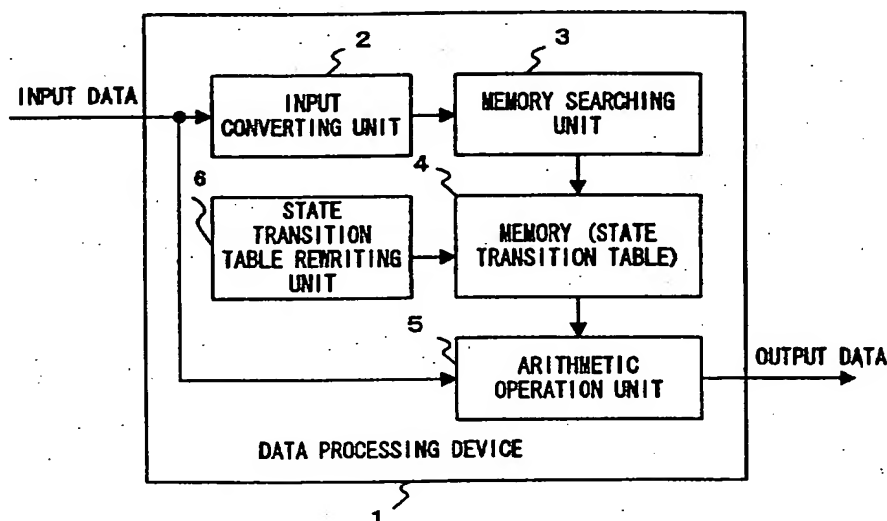 2
3
INPUT DATA
INPUT
CONVERTING UNIT
MEMORY SEARCHING
UNIT
6
4
STATE
TRANSITION
TABLE REWRITING
UNIT
MEMORY (STATE
TRANSITION TABLE)
5
ARITHMETIC
OPERATION UNIT
OUTPUT DATA
DATA PROCESSING DEVICE
1